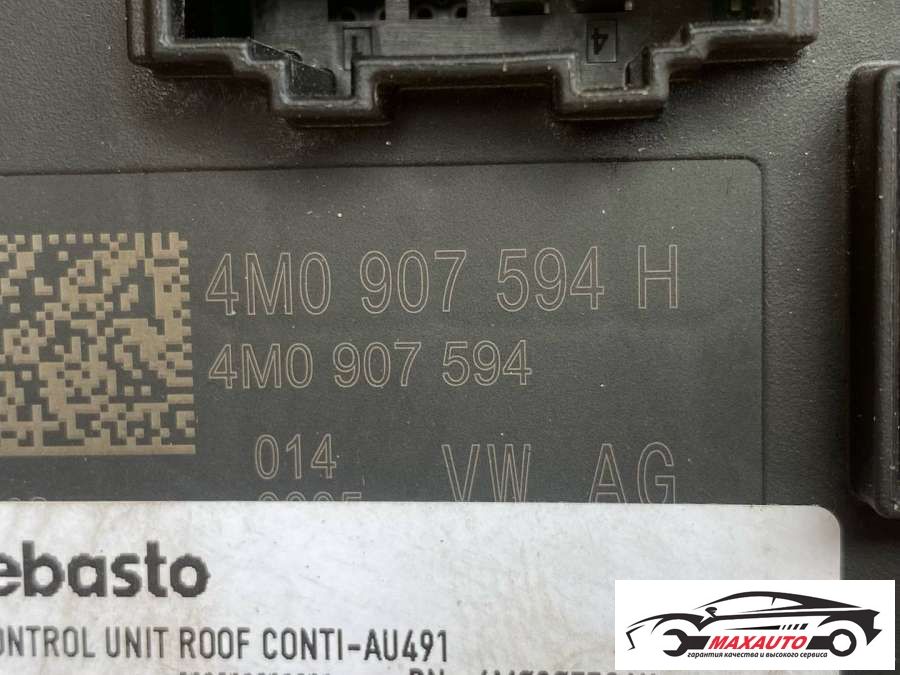 1
4
4M0 907 594 H
4M0 907 594
014 VW AG
ebasto
ONTROL UNIT ROOF CONTI-AU491
MAXAUTO
гарантия качества и высокого сервиса